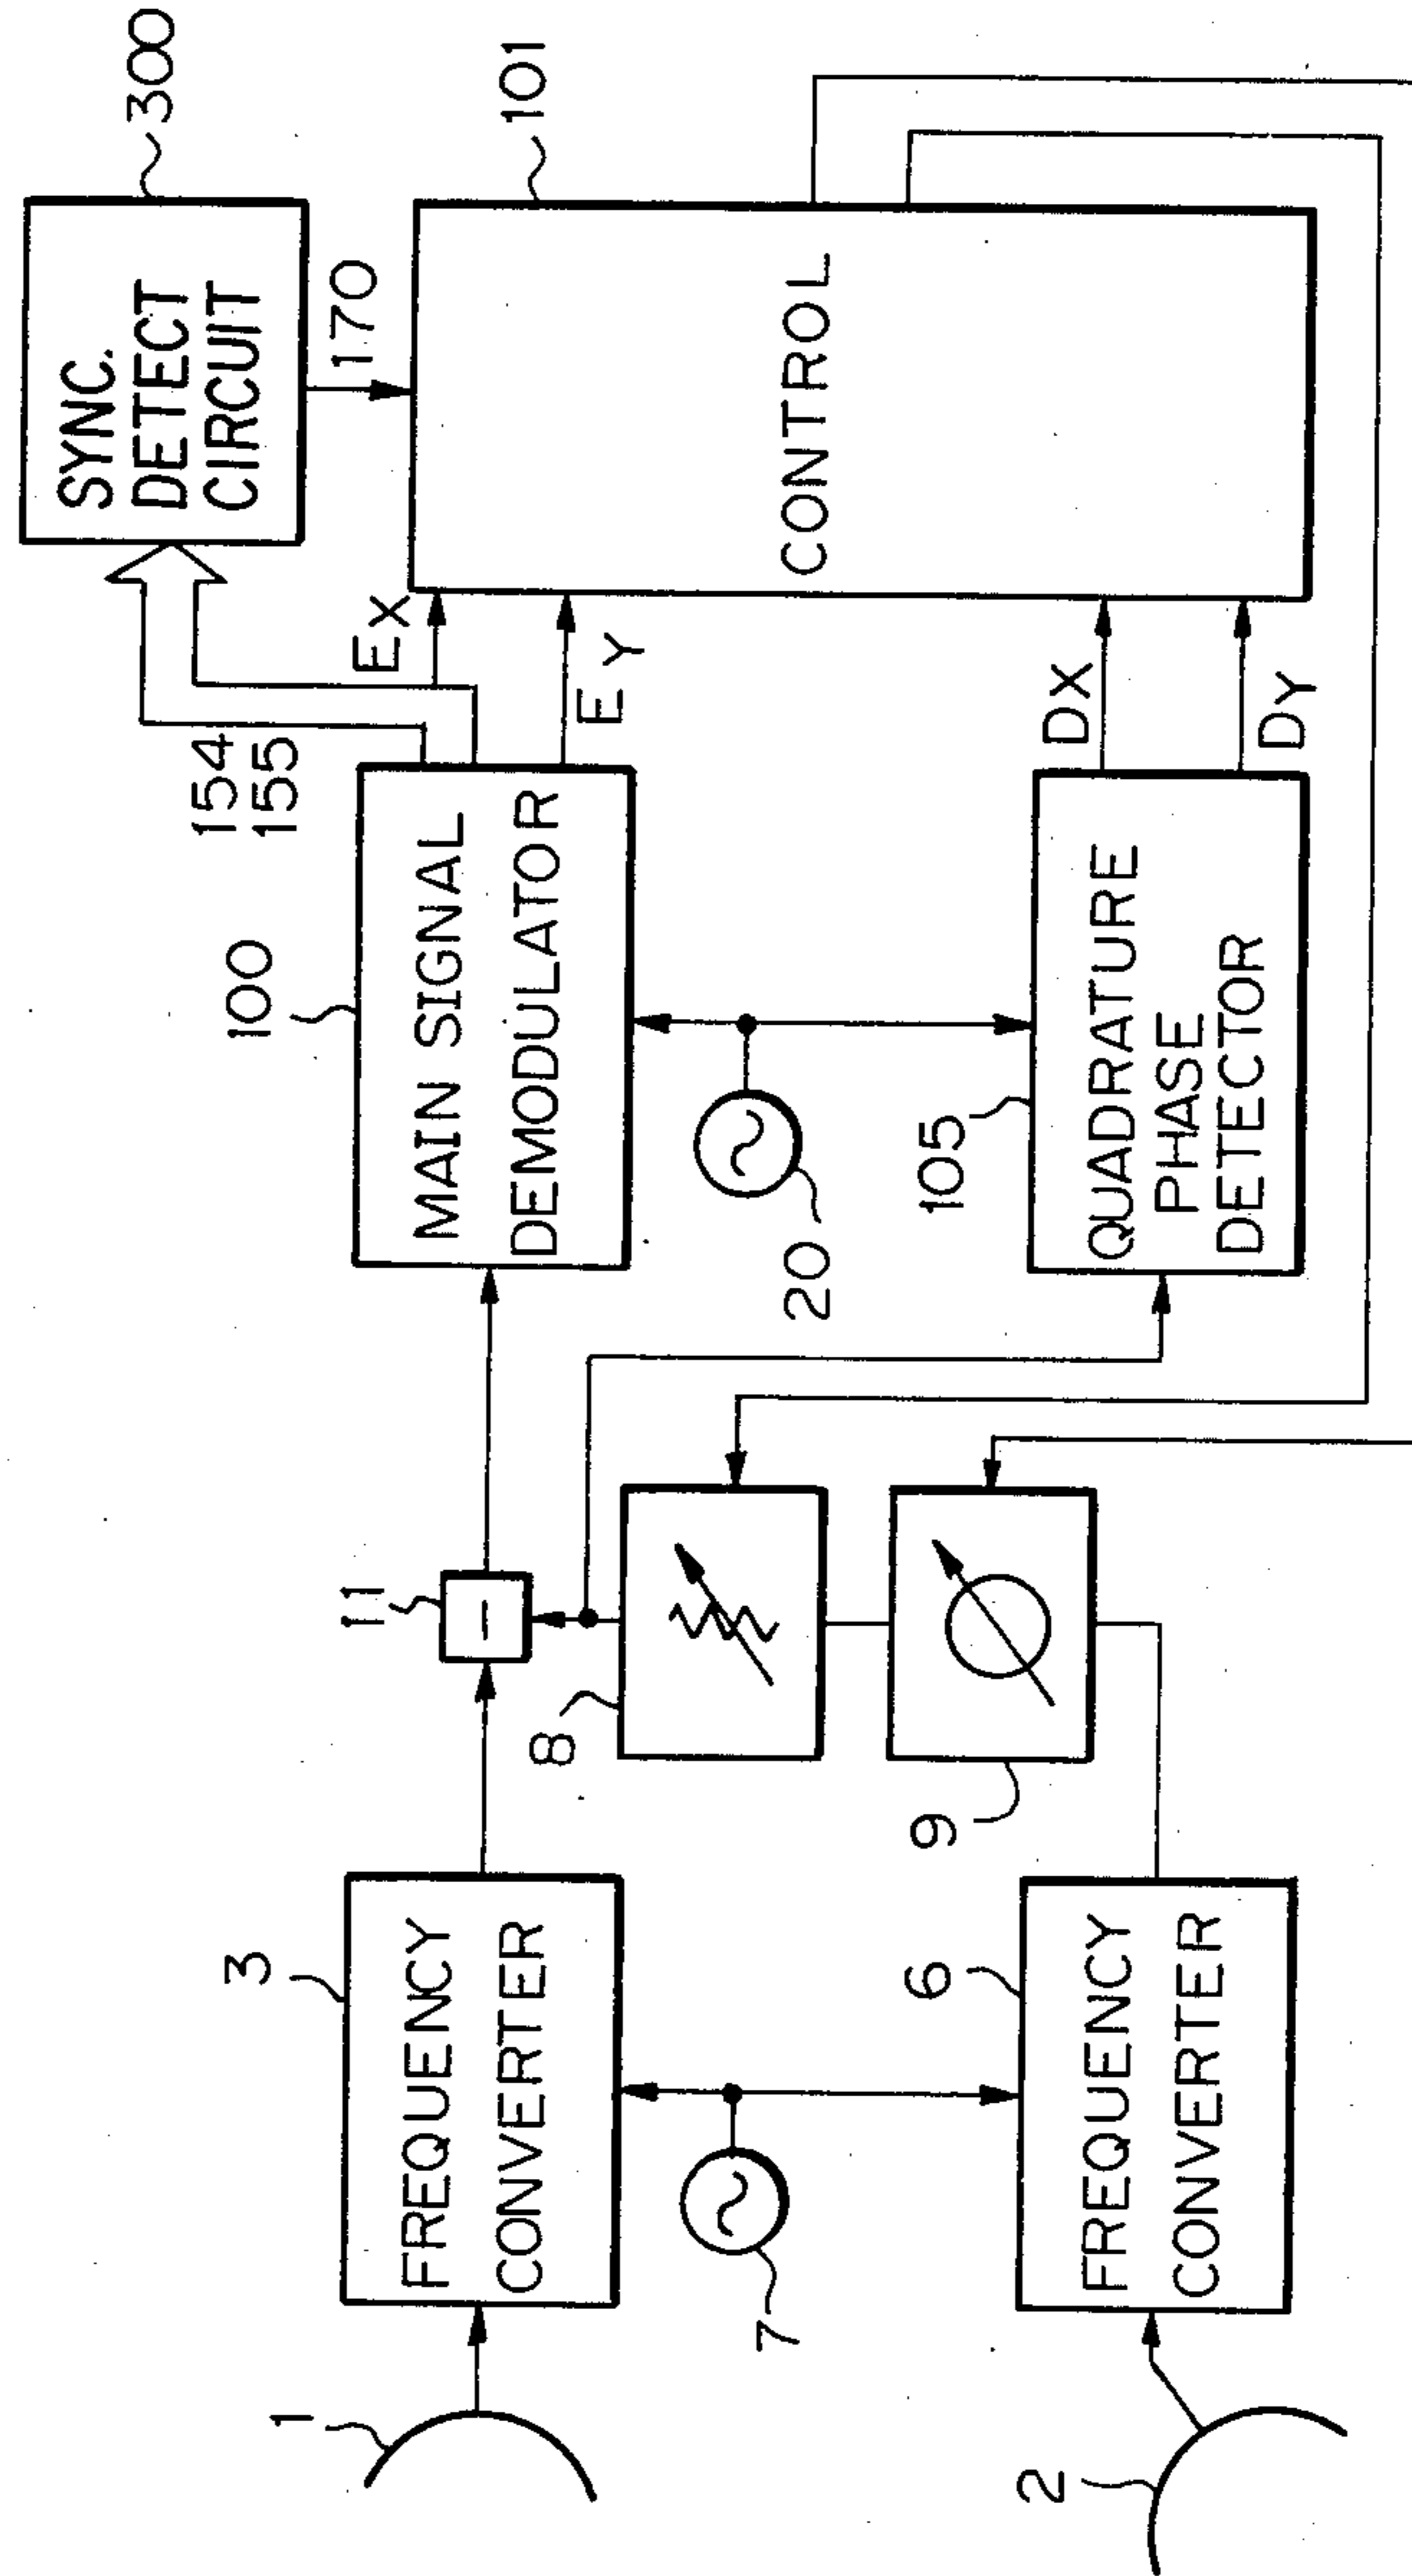 1
3
FREQUENCY
CONVERTER
11
100
MAIN SIGNAL
DEMODULATOR
154
155
EX
EY
SYNC.
DETECT
CIRCUIT
300
170
101
CONTROL
7
8
9
20
2
6
FREQUENCY
CONVERTER
105
QUADRATURE
PHASE
DETECTOR
DX
DY